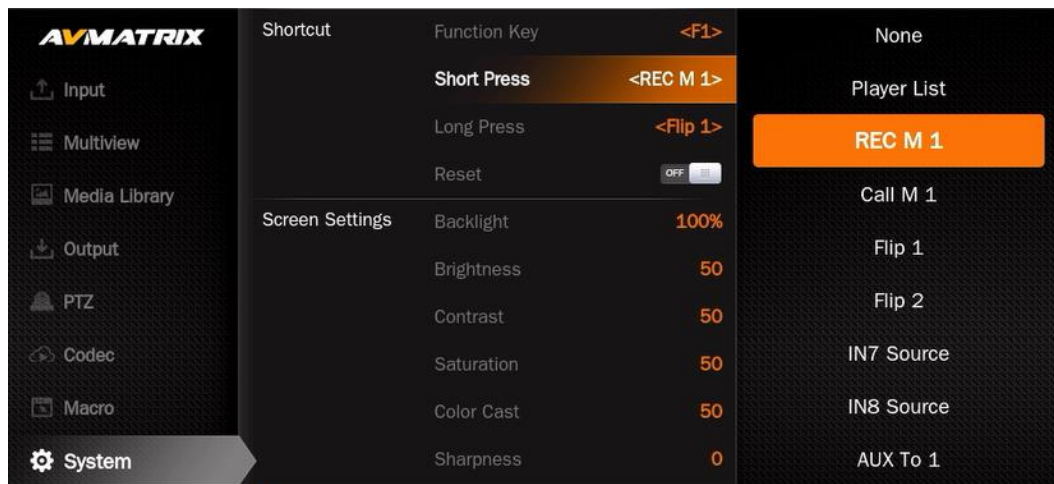 AVMATRIX
Input
Multiview
Media Library
Output
PTZ
Codec
Macro
System
Shortcut
Function Key <F1>
Short Press <REC M 1>
Long Press <Flip 1>
Reset OFF
Screen Settings
Backlight 100%
Brightness 50
Contrast 50
Saturation 50
Color Cast 50
Sharpness 0
None
Player List
REC M 1
Call M 1
Flip 1
Flip 2
IN7 Source
IN8 Source
AUX To 1